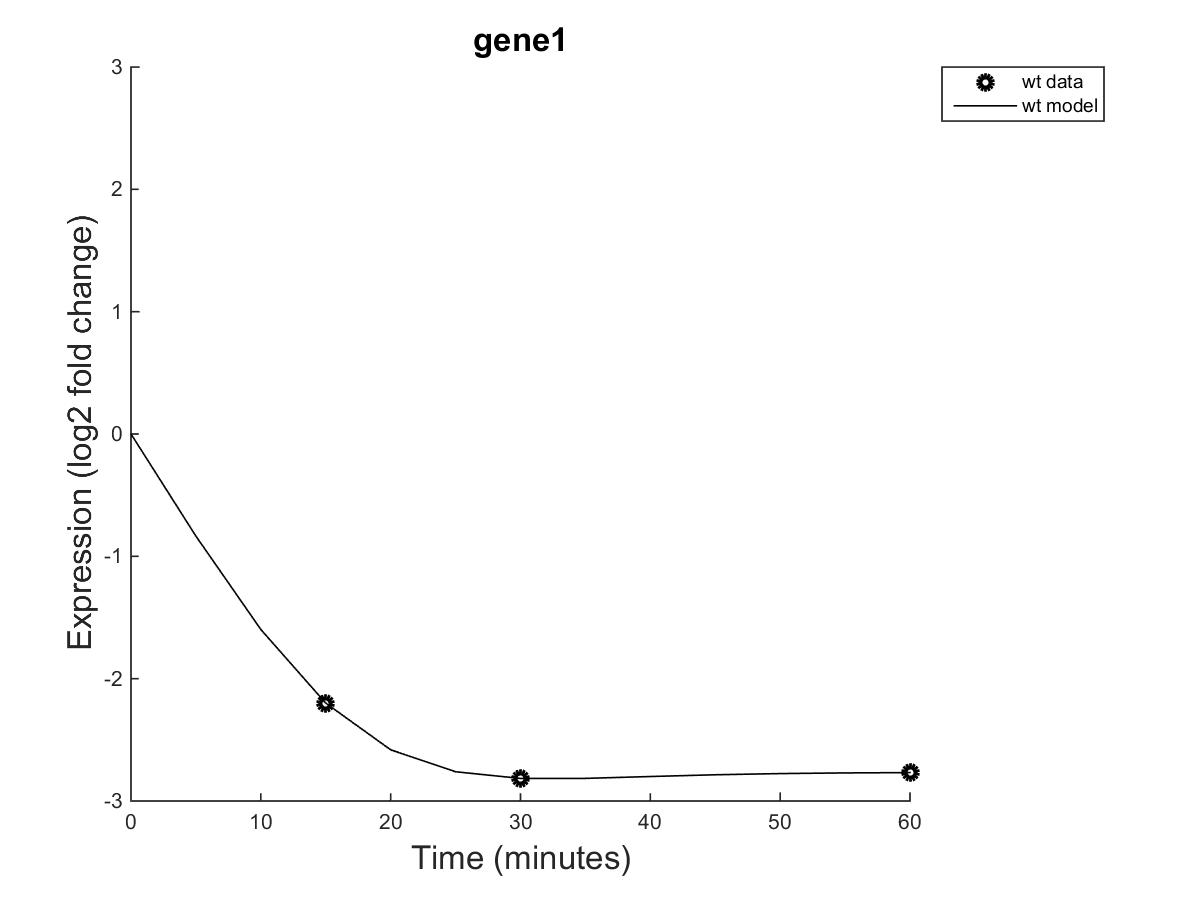 gene1
wt data
wt model
Expression (log2 fold change)
3
2
1
0
-1
-2
-3
0 10 20 30 40 50 60
Time (minutes)